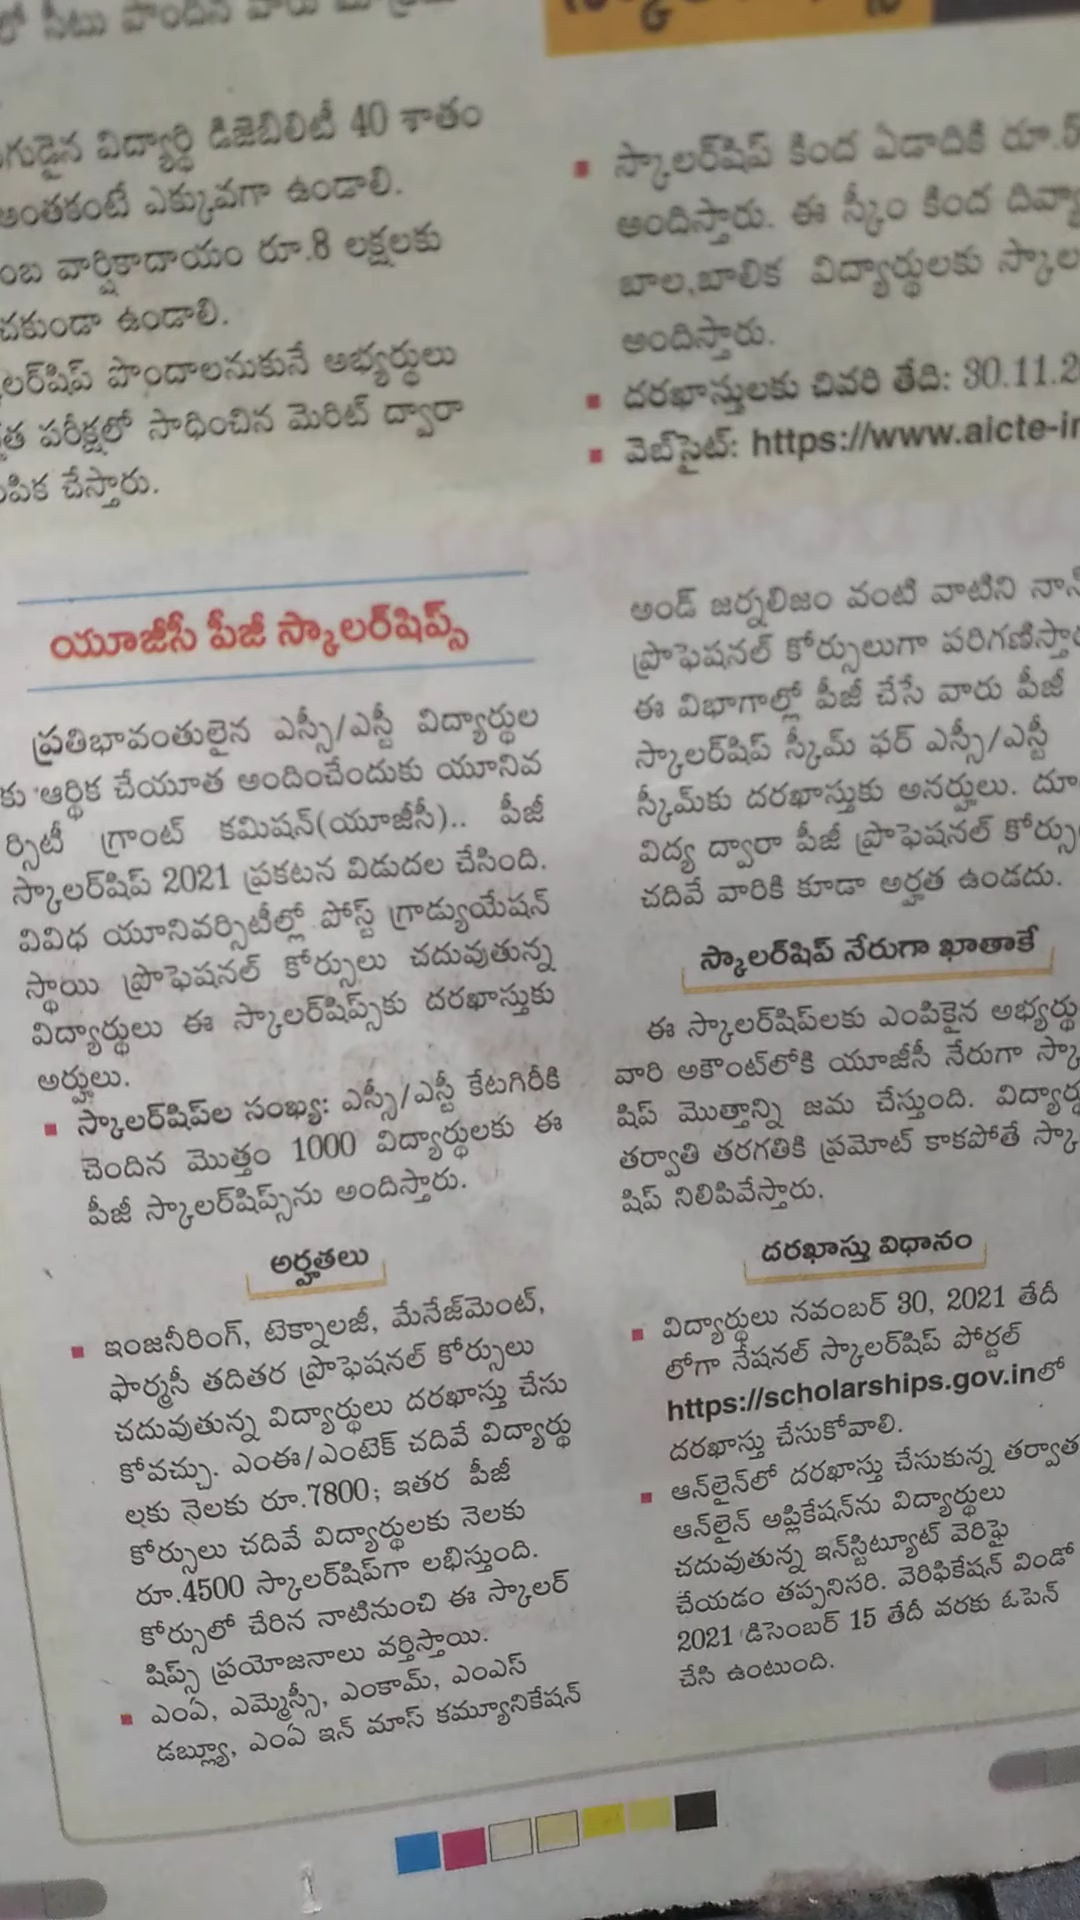 సీటు పొందిన వారు
విద్యార్థి డిజెబిలిటీ 40 శాతం
అంతకంటే ఎక్కువగా ఉండాలి.
వార్షికాదాయం రూ.8 లక్షలకు
ఉండాలి.
పొందాలనుకునే అభ్యర్థులు
పరీక్షలో సాధించిన మెరిట్ ద్వారా
చేస్తారు.
స్కాలర్‌షిప్ కింద ఏడాదికి
అందిస్తారు. ఈ స్కీం కింద
బాల,బాలిక విద్యార్థులకు
అందిస్తారు.
దరఖాస్తులకు చివరి తేది: 30.11.2
వెబ్‌సైట్: https://www.aicte-in
యూజీసీ పీజీ స్కాలర్‌షిప్స్
ప్రతిభావంతులైన ఎస్సీ/ఎస్టీ విద్యార్థుల
కు ఆర్థిక చేయూత అందించేందుకు యూనివ
ర్సిటీ గ్రాంట్ కమిషన్(యూజీసీ).. పీజీ
స్కాలర్‌షిప్ 2021 ప్రకటన విడుదల చేసింది.
వివిధ యూనివర్సిటీల్లో పోస్ట్ గ్రాడ్యుయేషన్
స్థాయి ప్రొఫెషనల్ కోర్సులు చదువుతున్న
విద్యార్థులు ఈ స్కాలర్‌షిప్స్‌కు దరఖాస్తుకు
అర్హులు.
స్కాలర్‌షిప్‌ల సంఖ్య: ఎస్సీ/ఎస్టీ కేటగిరీకి
చెందిన మొత్తం 1000 విద్యార్థులకు ఈ
పీజీ స్కాలర్‌షిప్స్‌ను అందిస్తారు.
అర్హతలు
ఇంజనీరింగ్, టెక్నాలజీ, మేనేజ్‌మెంట్,
ఫార్మసీ తదితర ప్రొఫెషనల్ కోర్సులు
చదువుతున్న విద్యార్థులు దరఖాస్తు చేసు
కోవచ్చు. ఎంఈ/ఎంటెక్ చదివే విద్యార్థు
లకు నెలకు రూ.7800; ఇతర పీజీ
కోర్సులు చదివే విద్యార్థులకు నెలకు
రూ.4500 స్కాలర్‌షిప్‌గా లభిస్తుంది.
కోర్సులో చేరిన నాటినుంచి ఈ స్కాలర్
షిప్స్ ప్రయోజనాలు వర్తిస్తాయి.
ఎంఏ, ఎమ్మెస్సీ, ఎంకామ్, ఎంఎస్
డబ్ల్యూ, ఎంఏ ఇన్ మాస్ కమ్యూనికేషన్
అండ్ జర్నలిజం వంటి వాటిని నాన్
ప్రొఫెషనల్ కోర్సులుగా
ఈ విభాగాల్లో పీజీ చేసే వారు పీజీ
స్కాలర్‌షిప్ స్కీమ్ ఫర్ ఎస్సీ/ఎస్టీ
స్కీమ్‌కు దరఖాస్తుకు అనర్హులు. దూ
విద్య ద్వారా పీజీ ప్రొఫెషనల్ కోర్సు
చదివే వారికి కూడా అర్హత ఉండదు.
స్కాలర్‌షిప్ నేరుగా ఖాతాకే
ఈ స్కాలర్‌షిప్‌లకు ఎంపికైన అభ్యర్థు
వారి అకౌంట్‌లోకి యూజీసీ నేరుగా స్కా
షిప్ మొత్తాన్ని జమ చేస్తుంది. విద్యార్థు
తర్వాతి తరగతికి ప్రమోట్ కాకపోతే స్కా
షిప్ నిలిపివేస్తారు.
దరఖాస్తు విధానం
విద్యార్థులు నవంబర్ 30, 2021 తేదీ
లోగా నేషనల్ స్కాలర్‌షిప్ పోర్టల్
https://scholarships.gov.inలో
దరఖాస్తు చేసుకోవాలి.
ఆన్‌లైన్‌లో దరఖాస్తు చేసుకున్న తర్వాత
ఆన్‌లైన్ అప్లికేషన్‌ను విద్యార్థులు
చదువుతున్న ఇన్‌స్టిట్యూట్ వెరిఫై
చేయడం తప్పనిసరి. వెరిఫికేషన్ విండో
2021 డిసెంబర్ 15 తేదీ వరకు ఓపెన్
చేసి ఉంటుంది.